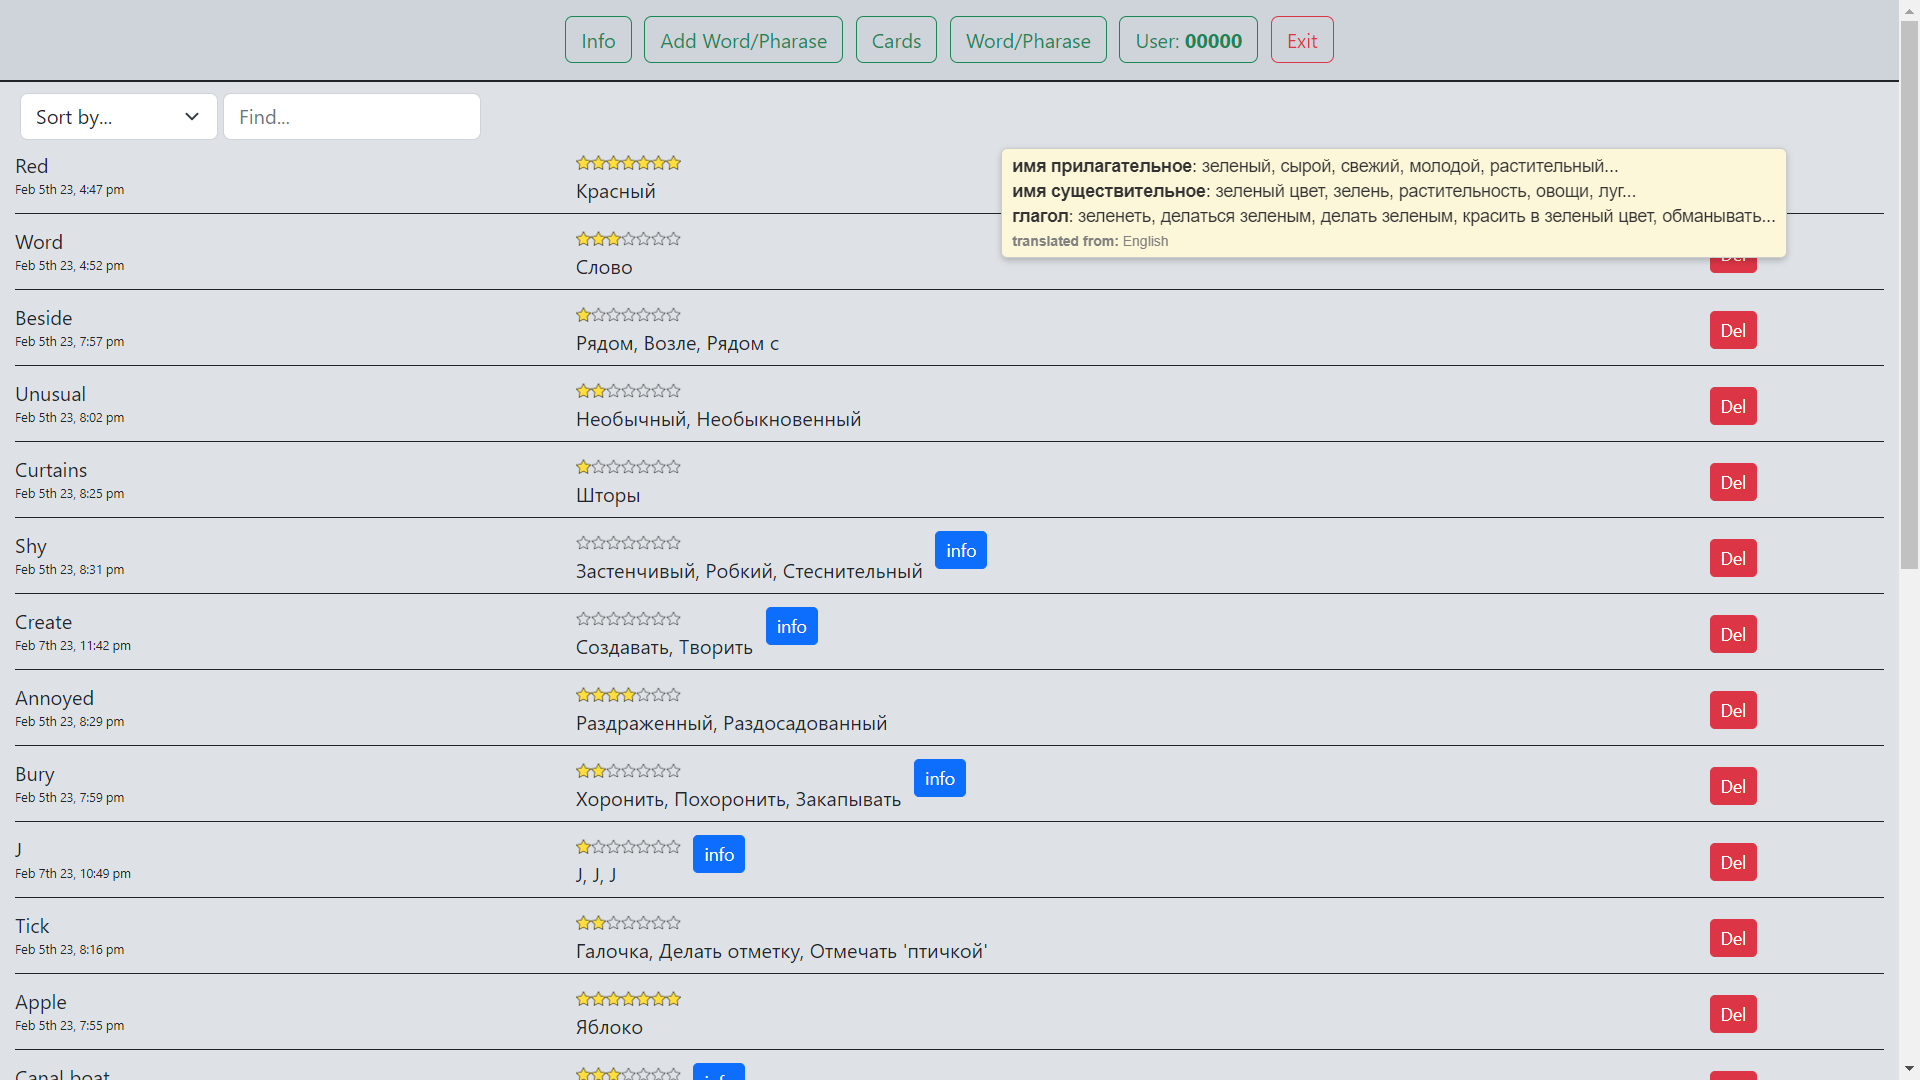 Info Add Word/Pharase Cards Word/Pharase User: 00000 Exit
Sort by... Find...
Red
Feb 5th 23, 4:47 pm
Красный
имя прилагательное: зеленый, сырой, свежий, молодой, растительный...
имя существительное: зеленый цвет, зелень, растительность, овощи, луг...
глагол: зеленеть, делаться зеленым, делать зеленым, красить в зеленый цвет, обманывать...
translated from: English
Word
Feb 5th 23, 4:52 pm
Слово
Del
Beside
Feb 5th 23, 7:57 pm
Рядом, Возле, Рядом с
Del
Unusual
Feb 5th 23, 8:02 pm
Необычный, Необыкновенный
Del
Curtains
Feb 5th 23, 8:25 pm
Шторы
Del
Shy
Feb 5th 23, 8:31 pm
Застенчивый, Робкий, Стеснительный
info
Del
Create
Feb 7th 23, 11:42 pm
Создавать, Творить
info
Del
Annoyed
Feb 5th 23, 8:29 pm
Раздраженный, Раздосадованный
Del
Bury
Feb 5th 23, 7:59 pm
Хоронить, Похоронить, Закапывать
info
Del
J
Feb 7th 23, 10:49 pm
J, J, J
info
Del
Tick
Feb 5th 23, 8:16 pm
Галочка, Делать отметку, Отмечать 'птичкой'
Del
Apple
Feb 5th 23, 7:55 pm
Яблоко
Del
Canal boat
info